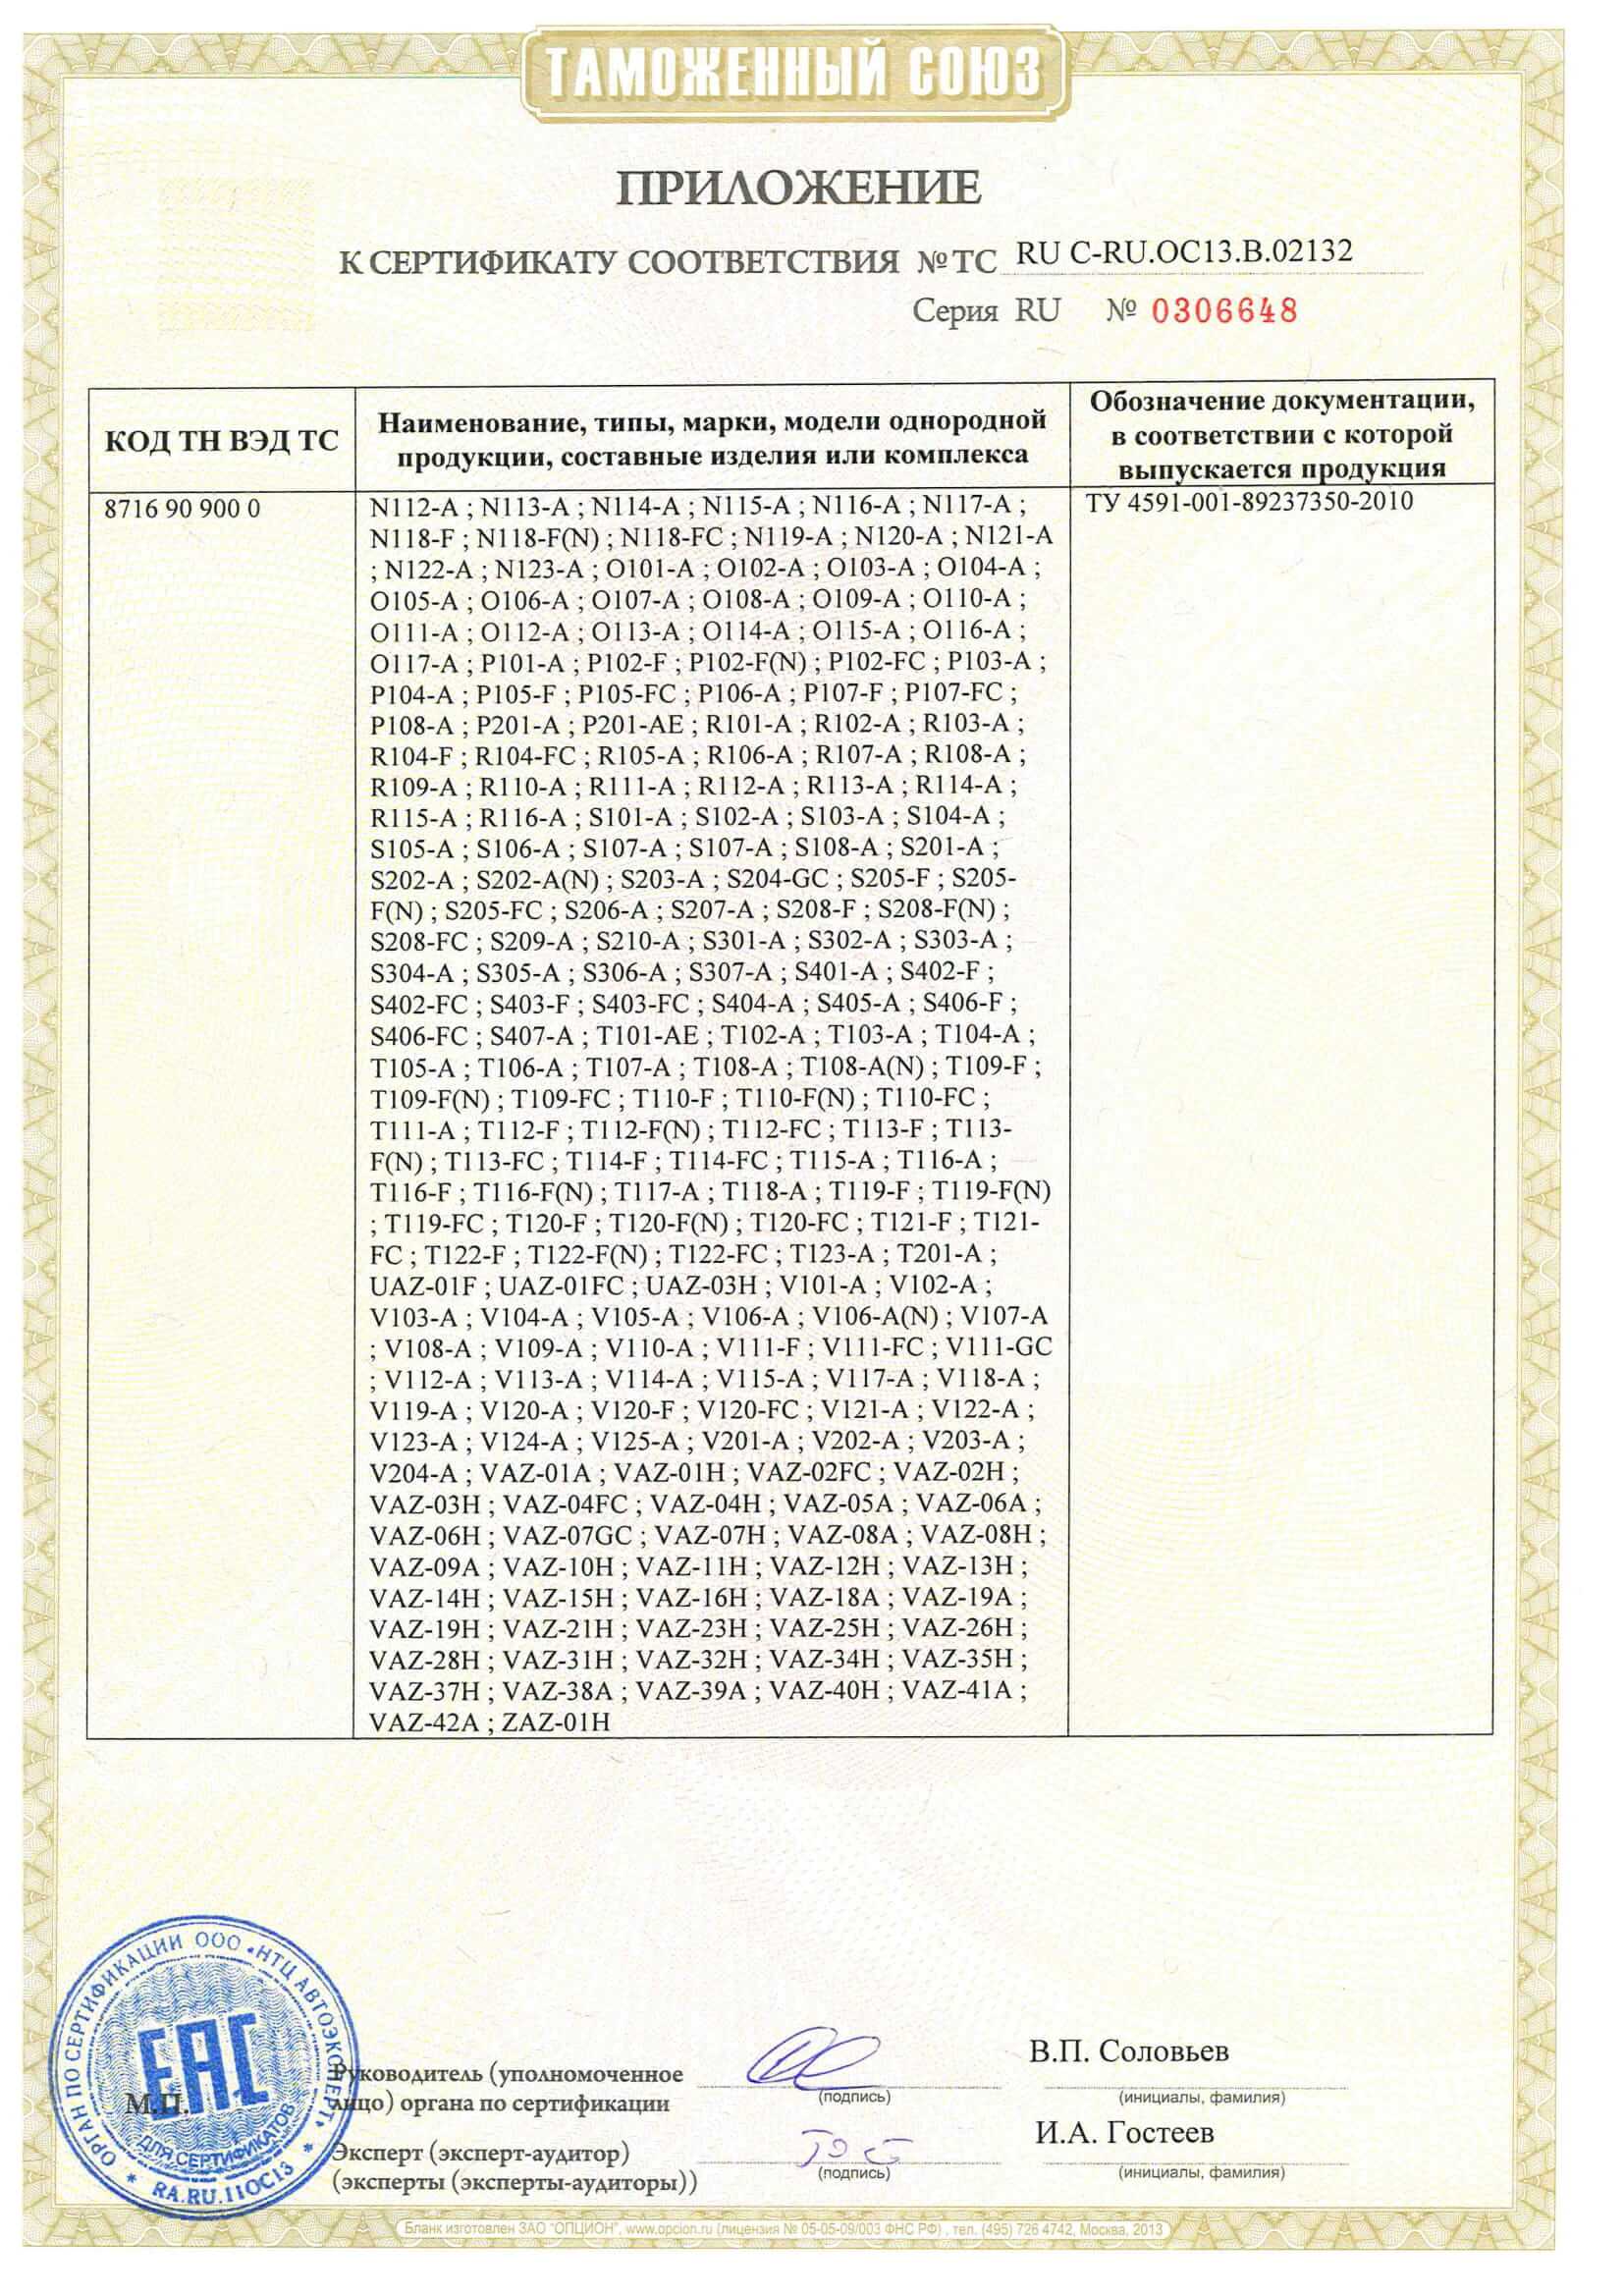 ТАМОЖЕННЫЙ СОЮЗ
ПРИЛОЖЕНИЕ
К СЕРТИФИКАТУ СООТВЕТСТВИЯ №ТС RU C-RU.ОС13.В.02132
Серия RU № 0306648
КОД ТН ВЭД ТС
Наименование, типы, марки, модели однородной
продукции, составные изделия или комплекса
Обозначение документации,
в соответствии с которой
выпускается продукция
8716 90 900 0
N112-A ; N113-A ; N114-A ; N115-A ; N116-A ; N117-A ;
N118-F ; N118-F(N) ; N118-FC ; N119-A ; N120-A ; N121-A
; N122-A ; N123-A ; O101-A ; O102-A ; O103-A ; O104-A ;
O105-A ; O106-A ; O107-A ; O108-A ; O109-A ; O110-A ;
O111-A ; O112-A ; O113-A ; O114-A ; O115-A ; O116-A ;
O117-A ; P101-A ; P102-F ; P102-F(N) ; P102-FC ; P103-A ;
P104-A ; P105-F ; P105-FC ; P106-A ; P107-F ; P107-FC ;
P108-A ; P201-A ; P201-AE ; R101-A ; R102-A ; R103-A ;
R104-F ; R104-FC ; R105-A ; R106-A ; R107-A ; R108-A ;
R109-A ; R110-A ; R111-A ; R112-A ; R113-A ; R114-A ;
R115-A ; R116-A ; S101-A ; S102-A ; S103-A ; S104-A ;
S105-A ; S106-A ; S107-A ; S107-A ; S108-A ; S201-A ;
S202-A ; S202-A(N) ; S203-A ; S204-GC ; S205-F ; S205-
F(N) ; S205-FC ; S206-A ; S207-A ; S208-F ; S208-F(N) ;
S208-FC ; S209-A ; S210-A ; S301-A ; S302-A ; S303-A ;
S304-A ; S305-A ; S306-A ; S307-A ; S401-A ; S402-F ;
S402-FC ; S403-F ; S403-FC ; S404-A ; S405-A ; S406-F ;
S406-FC ; S407-A ; T101-AE ; T102-A ; T103-A ; T104-A ;
T105-A ; T106-A ; T107-A ; T108-A ; T108-A(N) ; T109-F ;
T109-F(N) ; T109-FC ; T110-F ; T110-F(N) ; T110-FC ;
T111-A ; T112-F ; T112-F(N) ; T112-FC ; T113-F ; T113-
F(N) ; T113-FC ; T114-F ; T114-FC ; T115-A ; T116-A ;
T116-F ; T116-F(N) ; T117-A ; T118-A ; T119-F ; T119-F(N)
; T119-FC ; T120-F ; T120-F(N) ; T120-FC ; T121-F ; T121-
FC ; T122-F ; T122-F(N) ; T122-FC ; T123-A ; T201-A ;
UAZ-01F ; UAZ-01FC ; UAZ-03H ; V101-A ; V102-A ;
V103-A ; V104-A ; V105-A ; V106-A ; V106-A(N) ; V107-A
; V108-A ; V109-A ; V110-A ; V111-F ; V111-FC ; V111-GC
; V112-A ; V113-A ; V114-A ; V115-A ; V117-A ; V118-A ;
V119-A ; V120-A ; V120-F ; V120-FC ; V121-A ; V122-A ;
V123-A ; V124-A ; V125-A ; V201-A ; V202-A ; V203-A ;
V204-A ; VAZ-01A ; VAZ-01H ; VAZ-02FC ; VAZ-02H ;
VAZ-03H ; VAZ-04FC ; VAZ-04H ; VAZ-05A ; VAZ-06A ;
VAZ-06H ; VAZ-07GC ; VAZ-07H ; VAZ-08A ; VAZ-08H ;
VAZ-09A ; VAZ-10H ; VAZ-11H ; VAZ-12H ; VAZ-13H ;
VAZ-14H ; VAZ-15H ; VAZ-16H ; VAZ-18A ; VAZ-19A ;
VAZ-19H ; VAZ-21H ; VAZ-23H ; VAZ-25H ; VAZ-26H ;
VAZ-28H ; VAZ-31H ; VAZ-32H ; VAZ-34H ; VAZ-35H ;
VAZ-37H ; VAZ-38A ; VAZ-39A ; VAZ-40H ; VAZ-41A ;
VAZ-42A ; ZAZ-01H
ТУ 4591-001-89237350-2010
ОРГАН ПО СЕРТИФИКАЦИИ ООО «НТЦ АВТОЭКСПЕРТ»
EAC
ДЛЯ СЕРТИФИКАТОВ
RA.RU.11ОС13
М.П.
Руководитель (уполномоченное
лицо) органа по сертификации
(подпись)
В.П. Соловьев
(инициалы, фамилия)
Эксперт (эксперт-аудитор)
(эксперты (эксперты-аудиторы))
(подпись)
И.А. Гостеев
(инициалы, фамилия)
Бланк изготовлен ЗАО "ОПЦИОН", www.opcion.ru (лицензия № 05-05-09/003 ФНС РФ) , тел. (495) 726 4742, Москва, 2013